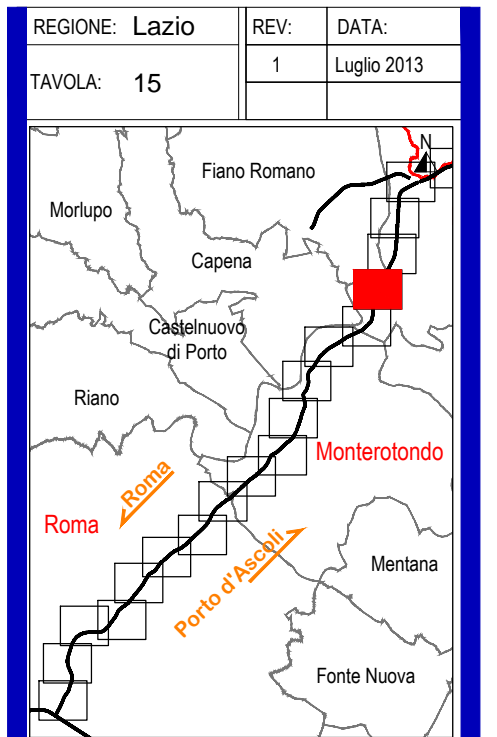 REGIONE: Lazio
REV:
DATA:
TAVOLA: 15
1
Luglio 2013
N
Fiano Romano
Morlupo
Capena
Castelnuovo
di Porto
Riano
Monterotondo
Roma
Roma
Porto d'Ascoli
Mentana
Fonte Nuova